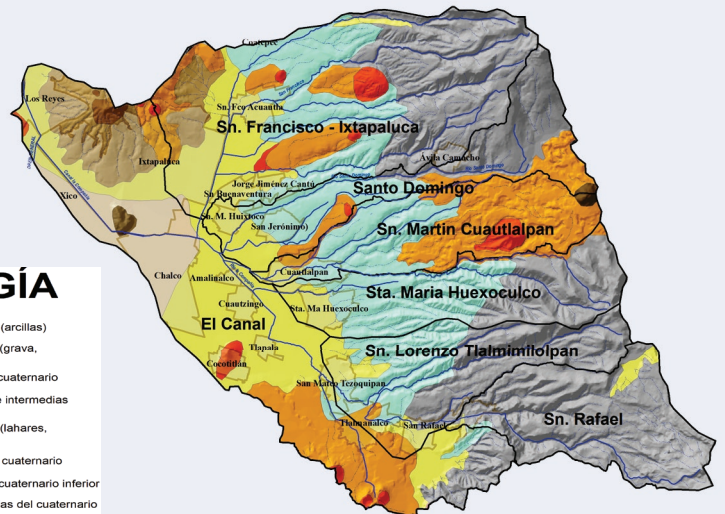 Coatepec
Los Reyes
Sn. Fco Acuautla
Sn. Francisco - Ixtapaluca
Ixtapaluca
Avila Camacho
Jorge Jiménez Cantú
Santo Domingo
Xico
Sn Buenaventura
Sn. M. Huixtoco
San Jerónimo)
Sn. Martin Cuautlalpan
Chalco
Amalinalco
Cuautlalpan
Sta. Maria Huexoculco
GÍA
(arcillas)
(grava,
cuaternario
e intermedias
(lahares,
cuaternario
cuaternario inferior
as del cuaternario
Cuautzingo
Sta. Ma Huexoculco
El Canal
Tlapala
Sn. Lorenzo Tlalmimilolpan
Cocotitlán
San Mateo Tezoquipan
Sn. Rafael
Tlalmanalco
San Rafael